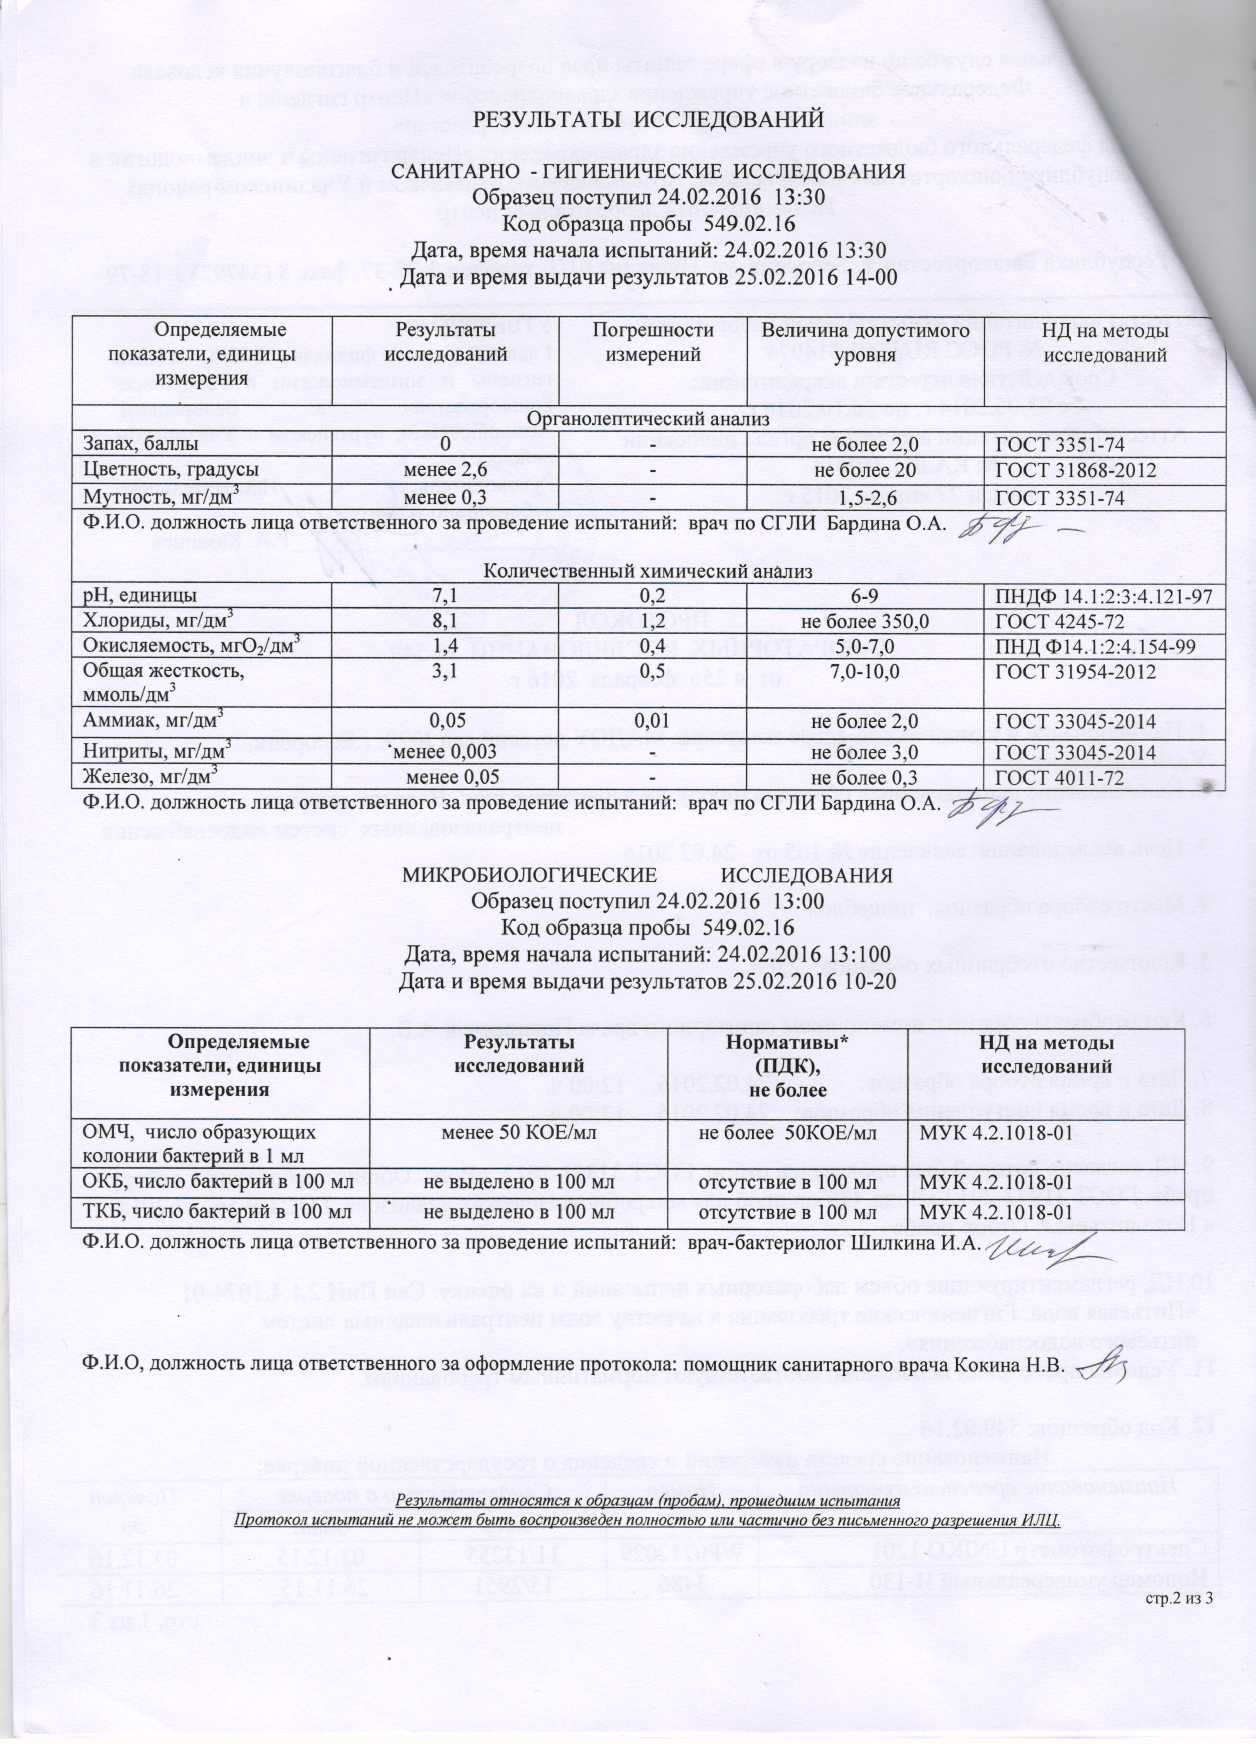 РЕЗУЛЬТАТЫ ИССЛЕДОВАНИЙ
САНИТАРНО - ГИГИЕНИЧЕСКИЕ ИССЛЕДОВАНИЯ
Образец поступил 24.02.2016 13:30
Код образца пробы 549.02.16
Дата, время начала испытаний: 24.02.2016 13:30
Дата и время выдачи результатов 25.02.2016 14-00
Определяемые показатели, единицы измерения | Результаты исследований | Погрешности измерений | Величина допустимого уровня | НД на методы исследований
Органолептический анализ
Запах, баллы | 0 | - | не более 2,0 | ГОСТ 3351-74
Цветность, градусы | менее 2,6 | - | не более 20 | ГОСТ 31868-2012
Мутность, мг/дм³ | менее 0,3 | - | 1,5-2,6 | ГОСТ 3351-74
Ф.И.О. должность лица ответственного за проведение испытаний: врач по СГЛИ Бардина О.А.
Количественный химический анализ
рН, единицы | 7,1 | 0,2 | 6-9 | ПНДФ 14.1:2:3:4.121-97
Хлориды, мг/дм³ | 8,1 | 1,2 | не более 350,0 | ГОСТ 4245-72
Окисляемость, мгО₂/дм³ | 1,4 | 0,4 | 5,0-7,0 | ПНД Ф14.1:2:4.154-99
Общая жесткость, ммоль/дм³ | 3,1 | 0,5 | 7,0-10,0 | ГОСТ 31954-2012
Аммиак, мг/дм³ | 0,05 | 0,01 | не более 2,0 | ГОСТ 33045-2014
Нитриты, мг/дм³ | менее 0,003 | - | не более 3,0 | ГОСТ 33045-2014
Железо, мг/дм³ | менее 0,05 | - | не более 0,3 | ГОСТ 4011-72
Ф.И.О. должность лица ответственного за проведение испытаний: врач по СГЛИ Бардина О.А.
МИКРОБИОЛОГИЧЕСКИЕ ИССЛЕДОВАНИЯ
Образец поступил 24.02.2016 13:00
Код образца пробы 549.02.16
Дата, время начала испытаний: 24.02.2016 13:100
Дата и время выдачи результатов 25.02.2016 10-20
Определяемые показатели, единицы измерения | Результаты исследований | Нормативы* (ПДК), не более | НД на методы исследований
ОМЧ, число образующих колонии бактерий в 1 мл | менее 50 КОЕ/мл | не более 50КОЕ/мл | МУК 4.2.1018-01
ОКБ, число бактерий в 100 мл | не выделено в 100 мл | отсутствие в 100 мл | МУК 4.2.1018-01
ТКБ, число бактерий в 100 мл | не выделено в 100 мл | отсутствие в 100 мл | МУК 4.2.1018-01
Ф.И.О. должность лица ответственного за проведение испытаний: врач-бактериолог Шилкина И.А.
Ф.И.О, должность лица ответственного за оформление протокола: помощник санитарного врача Кокина Н.В.
Результаты относятся к образцам (пробам), прошедшим испытания
Протокол испытаний не может быть воспроизведен полностью или частично без письменного разрешения ИЛЦ.
стр.2 из 3